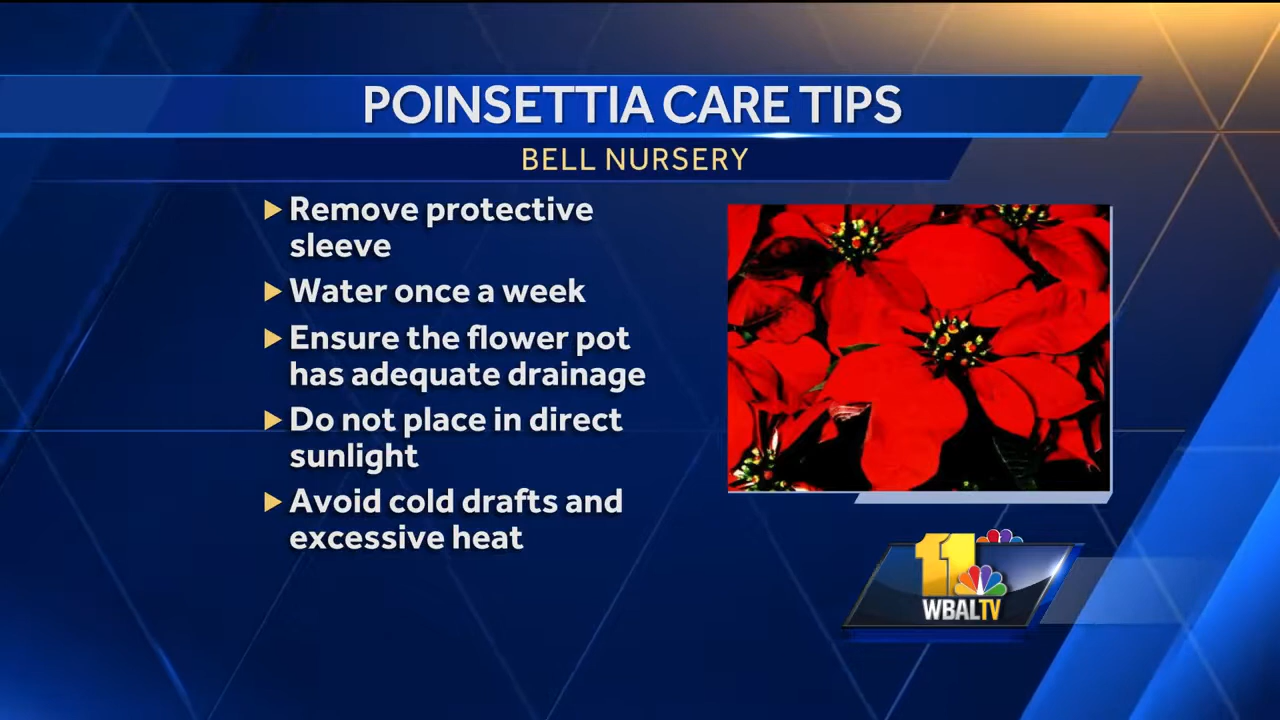 POINSETTIA CARE TIPS
BELL NURSERY
Remove protective
sleeve
Water once a week
Ensure the flower pot
has adequate drainage
Do not place in direct
sunlight
Avoid cold drafts and
excessive heat
11
WBALTV